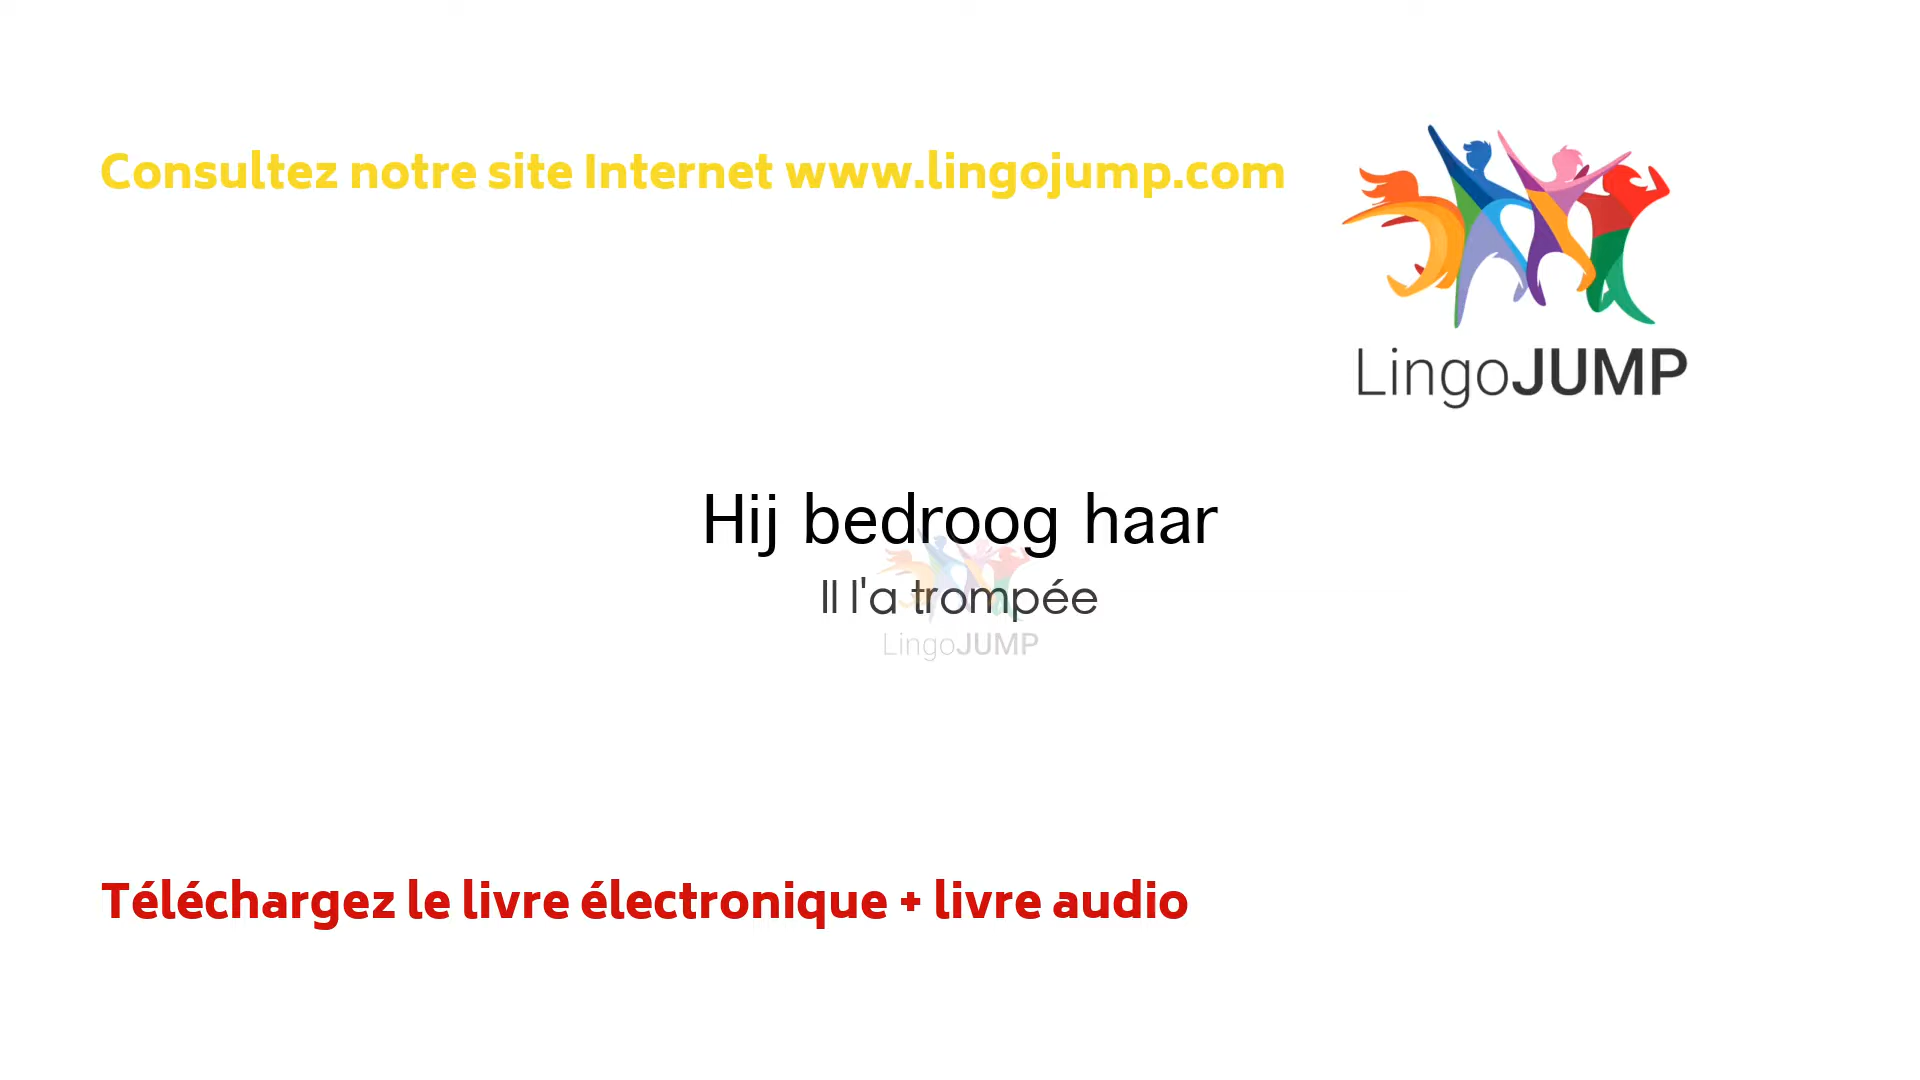 Consultez notre site Internet www.lingojump.com
LingoJUMP
Hij bedroog haar
Il l'a trompée
LingoJUMP
Téléchargez le livre électronique + livre audio